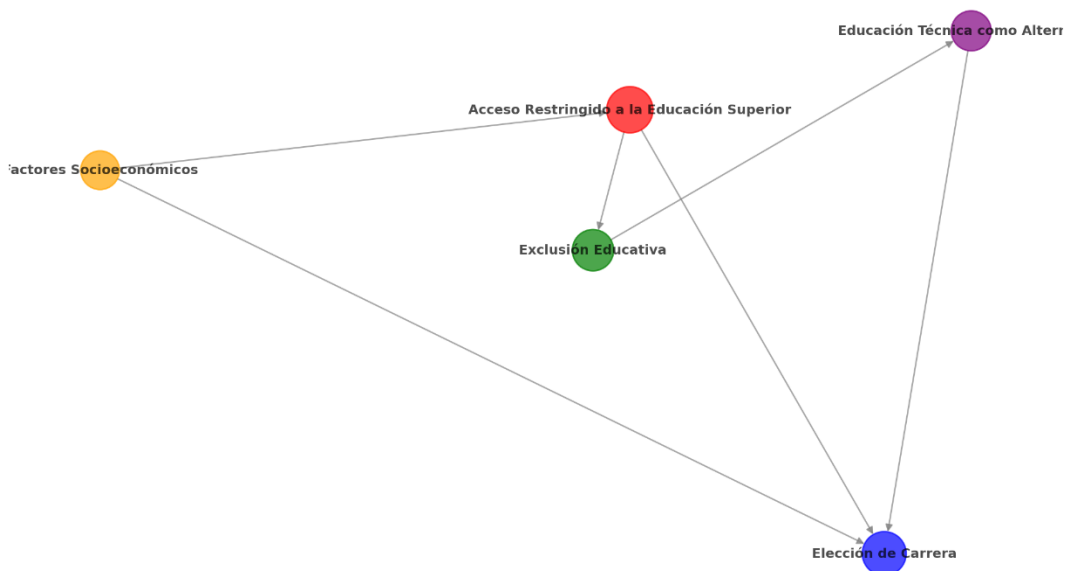 Educación Técnica como Altern
Acceso Restringido a la Educación Superior
Factores Socioeconómicos
Exclusión Educativa
Elección de Carrera